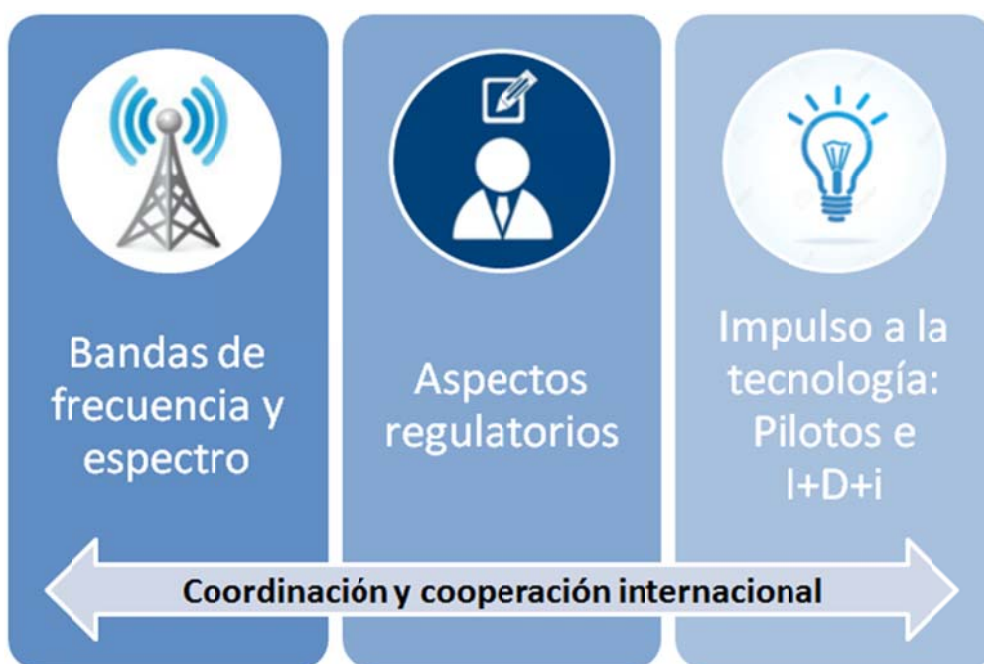 Bandas de
frecuencia y
espectro
Aspectos
regulatorios
Impulso a la
tecnología:
Pilotos e
I+D+i
Coordinación y cooperación internacional